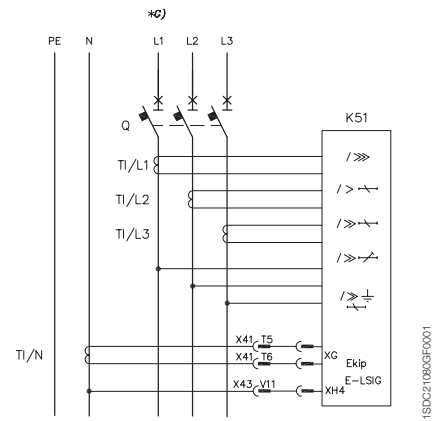 *G)
PE N L1 L2 L3
Q
K51
TI/L1
TI/L2
TI/L3
TI/N
X41 T5
X41 T6
X43 V11
XG
XH4
Ekip
E-LSIG
1SDC21080GF0001